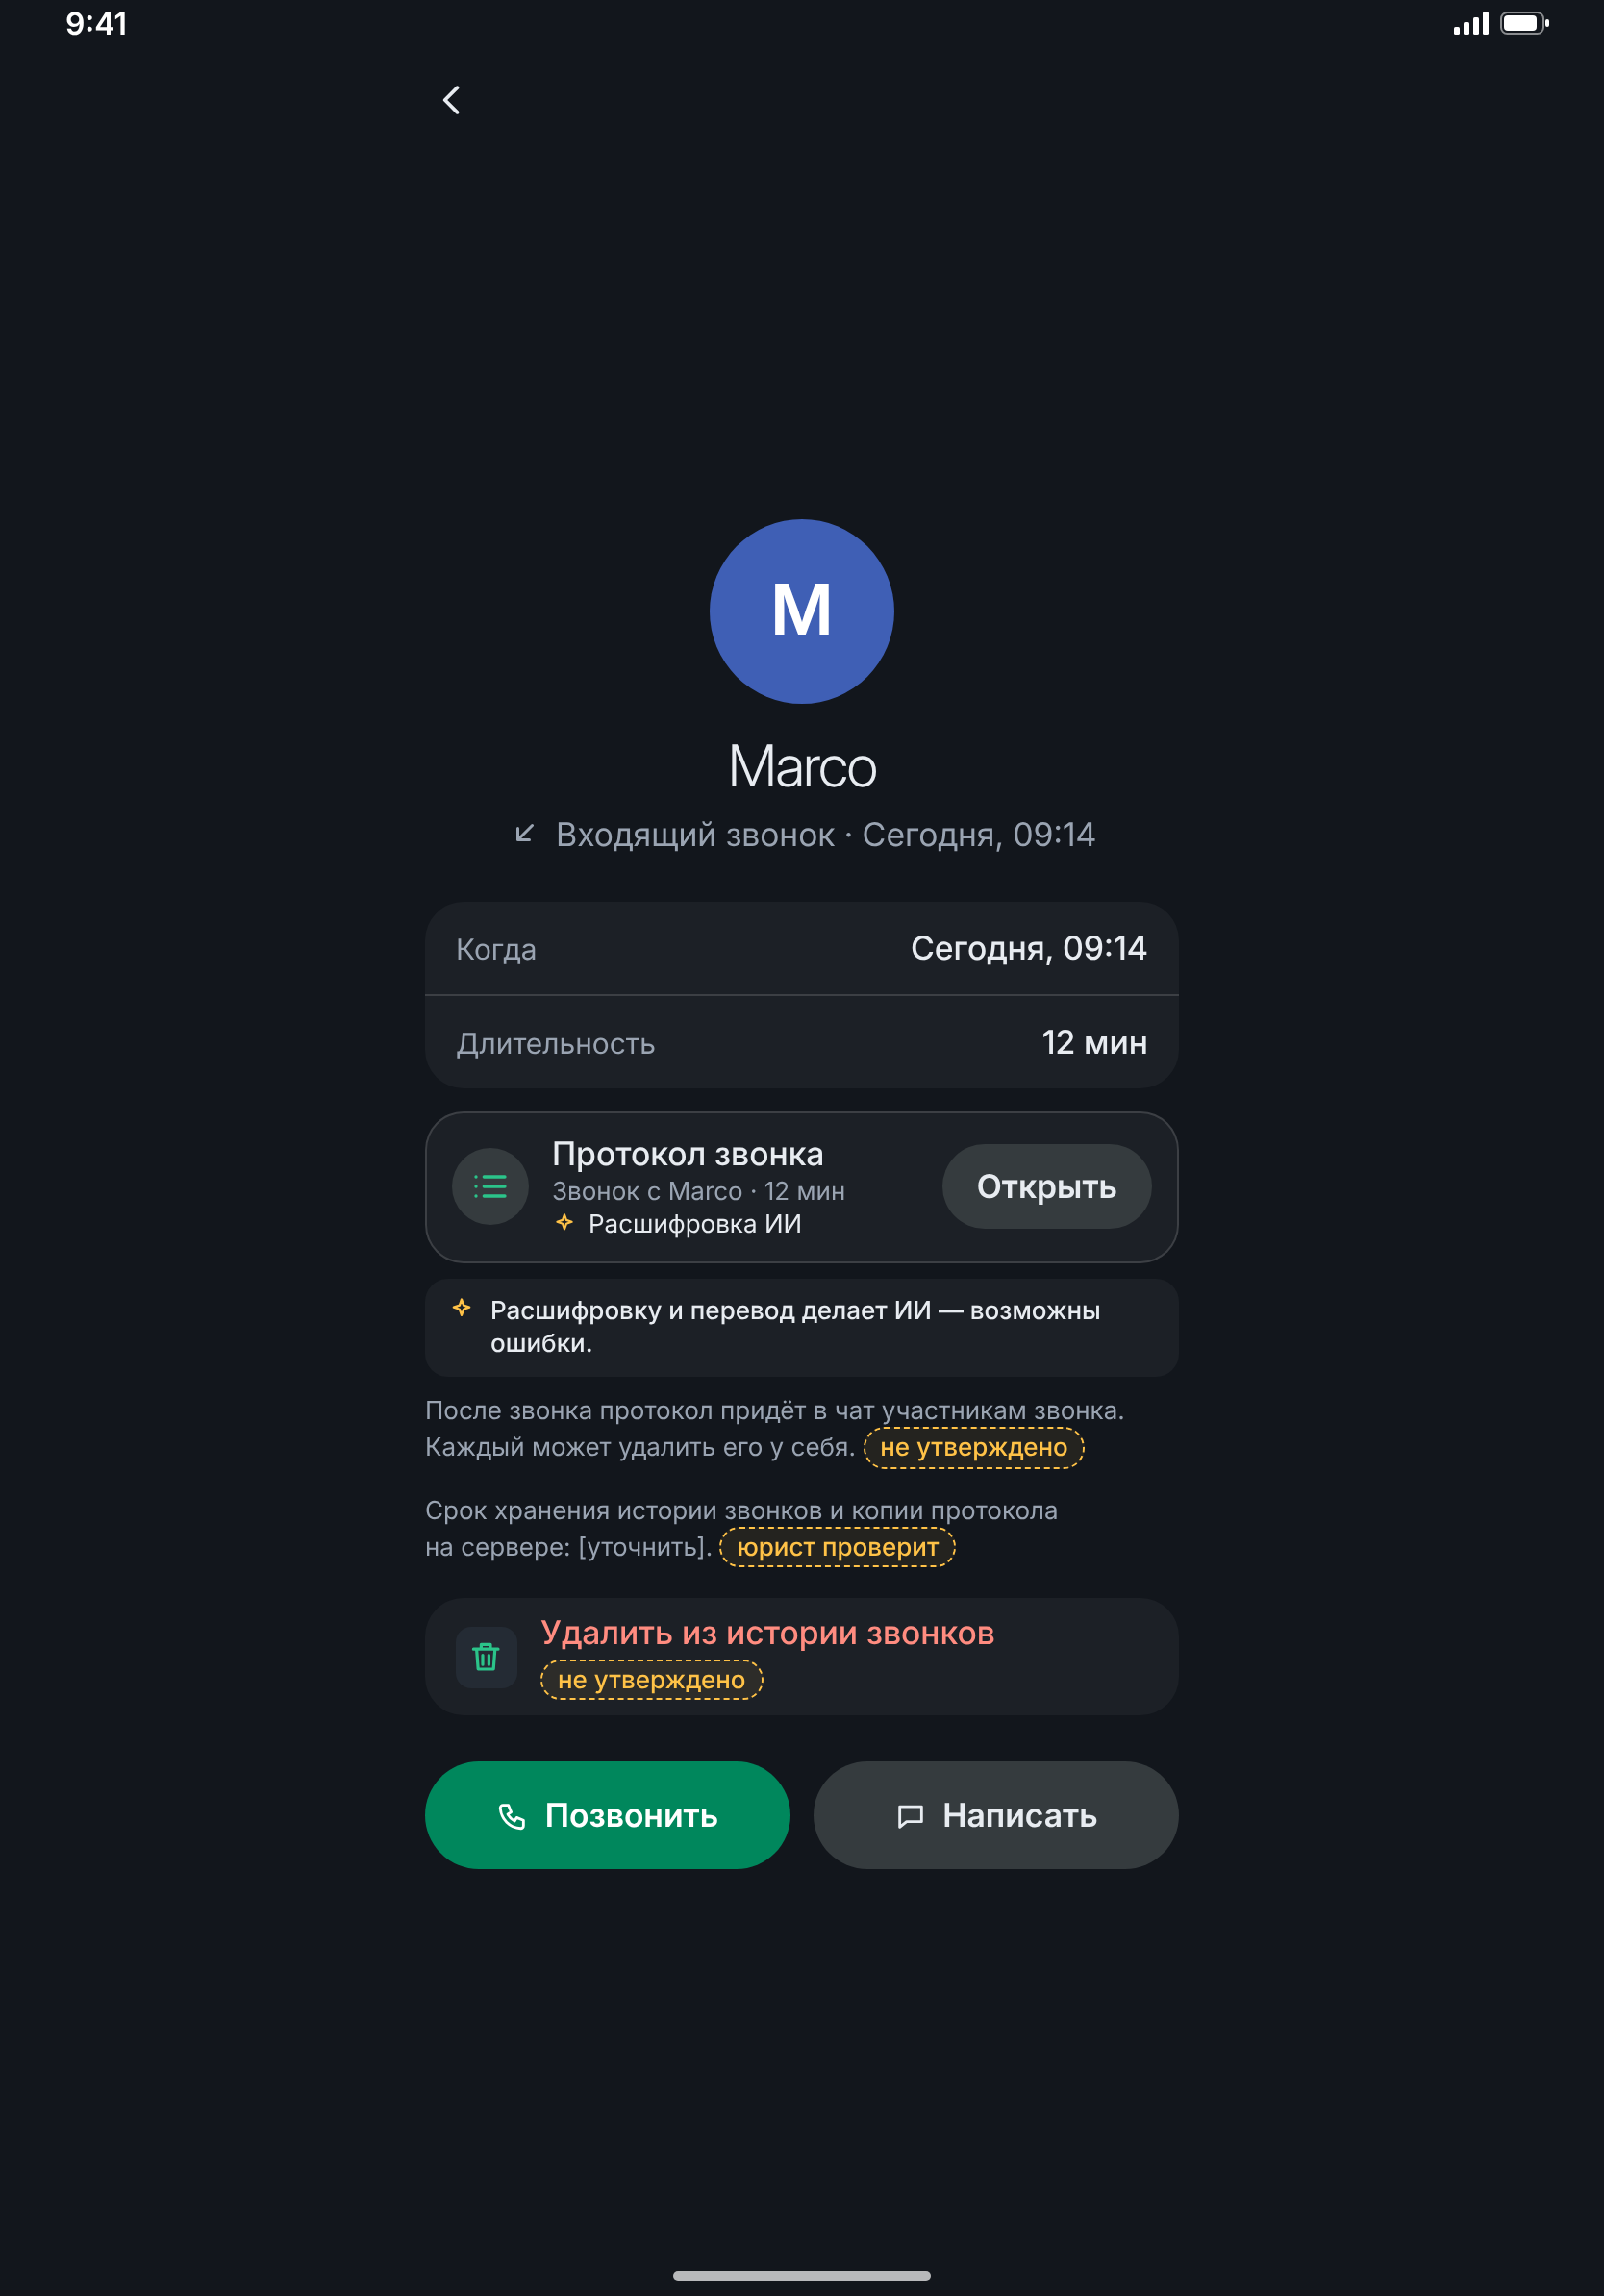 9:41
M
Marco
Входящий звонок · Сегодня, 09:14
Когда
Сегодня, 09:14
Длительность
12 мин
Протокол звонка
Звонок с Marco · 12 мин
Расшифровка ИИ
Открыть
Расшифровку и перевод делает ИИ — возможны
ошибки.
После звонка протокол придёт в чат участникам звонка.
Каждый может удалить его у себя. не утверждено
Срок хранения истории звонков и копии протокола
на сервере: [уточнить]. юрист проверит
Удалить из истории звонков
не утверждено
Позвонить
Написать